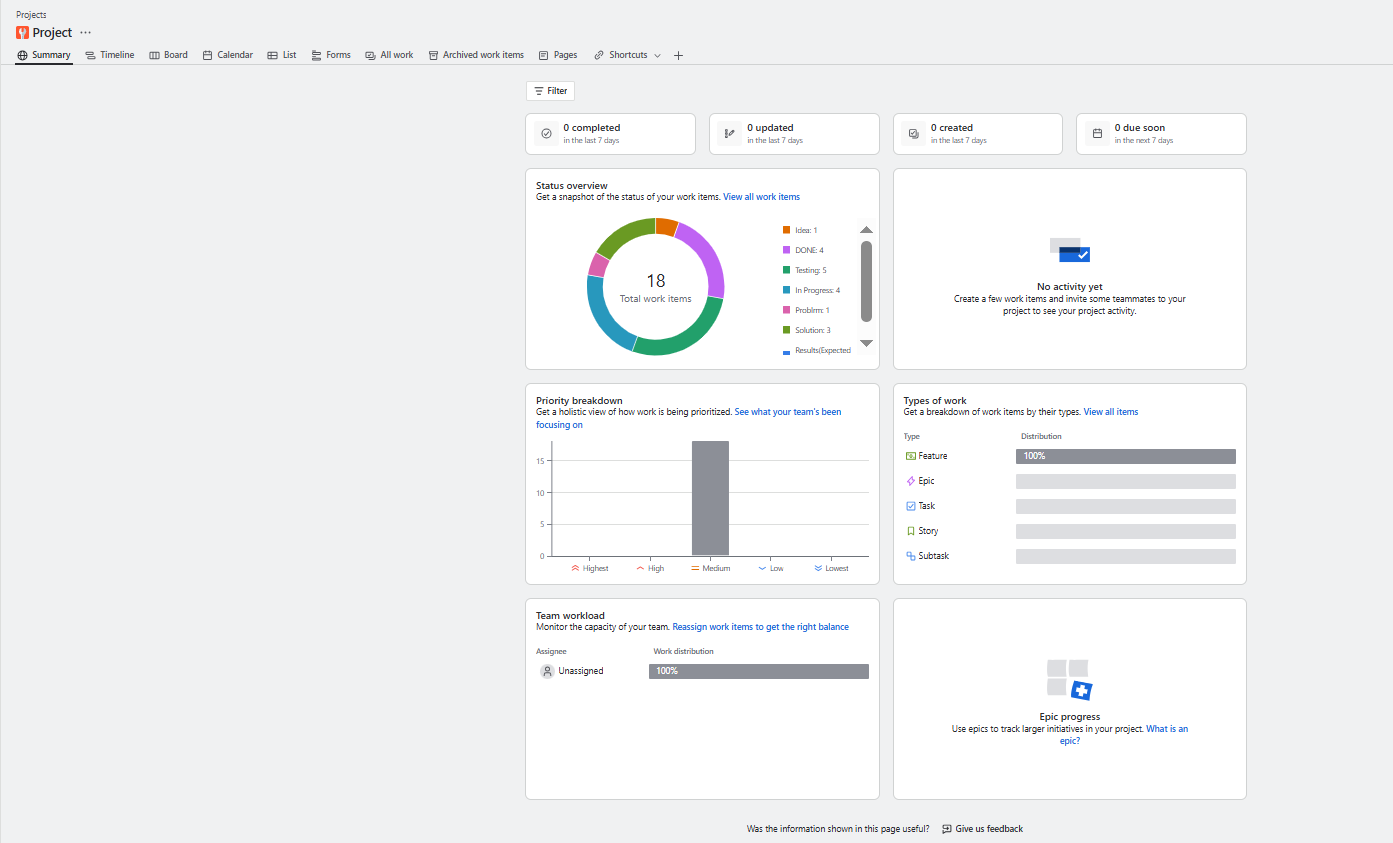 Projects
Project ···
Summary Timeline Board Calendar List Forms All work Archived work items Pages Shortcuts
Filter
0 completed
in the last 7 days
0 updated
in the last 7 days
0 created
in the last 7 days
0 due soon
in the next 7 days
Status overview
Get a snapshot of the status of your work items. View all work items
18
Total work items
Idea: 1
DONE: 4
Testing: 5
In Progress: 4
Problrm: 1
Solution: 3
Results(Expected
No activity yet
Create a few work items and invite some teammates to your
project to see your project activity.
Priority breakdown
Get a holistic view of how work is being prioritized. See what your team's been
focusing on
15
10
5
0
Highest High Medium Low Lowest
Types of work
Get a breakdown of work items by their types. View all items
Type Distribution
Feature 100%
Epic
Task
Story
Subtask
Team workload
Monitor the capacity of your team. Reassign work items to get the right balance
Assignee Work distribution
Unassigned 100%
Epic progress
Use epics to track larger initiatives in your project. What is an
epic?
Was the information shown in this page useful? Give us feedback